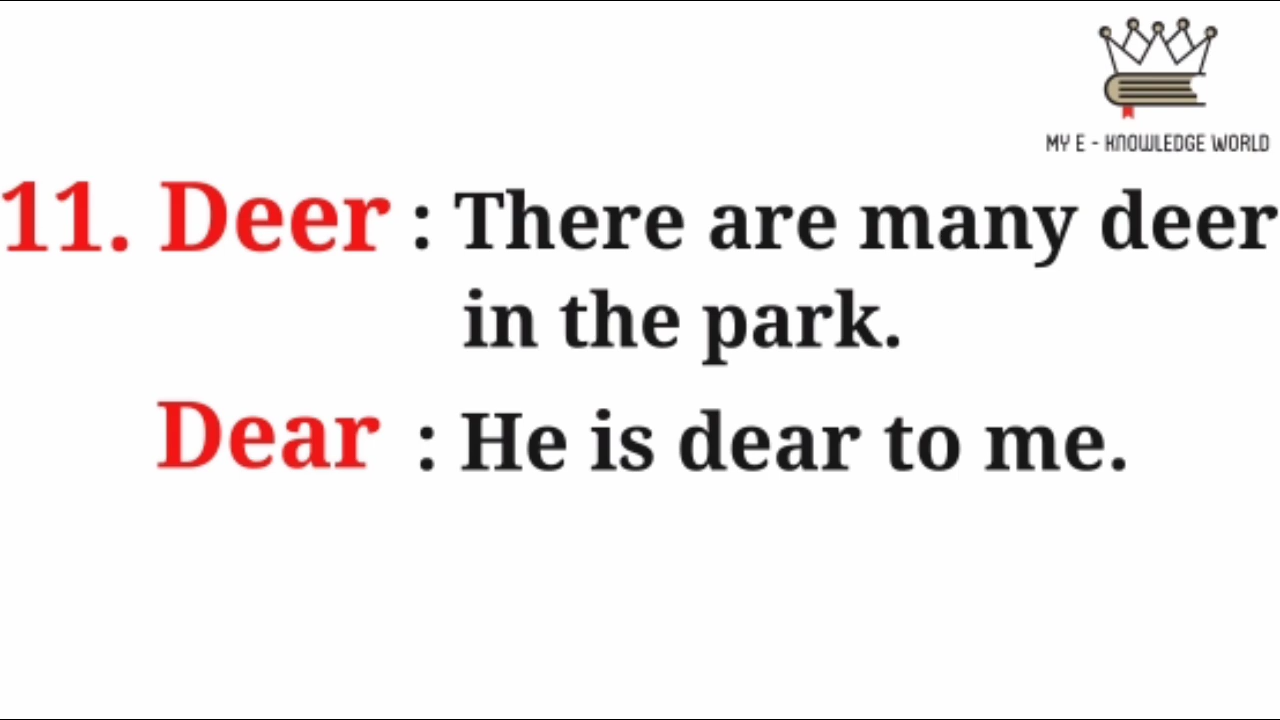 MY E - KNOWLEDGE WORLD
11. Deer : There are many deer
in the park.
Dear : He is dear to me.